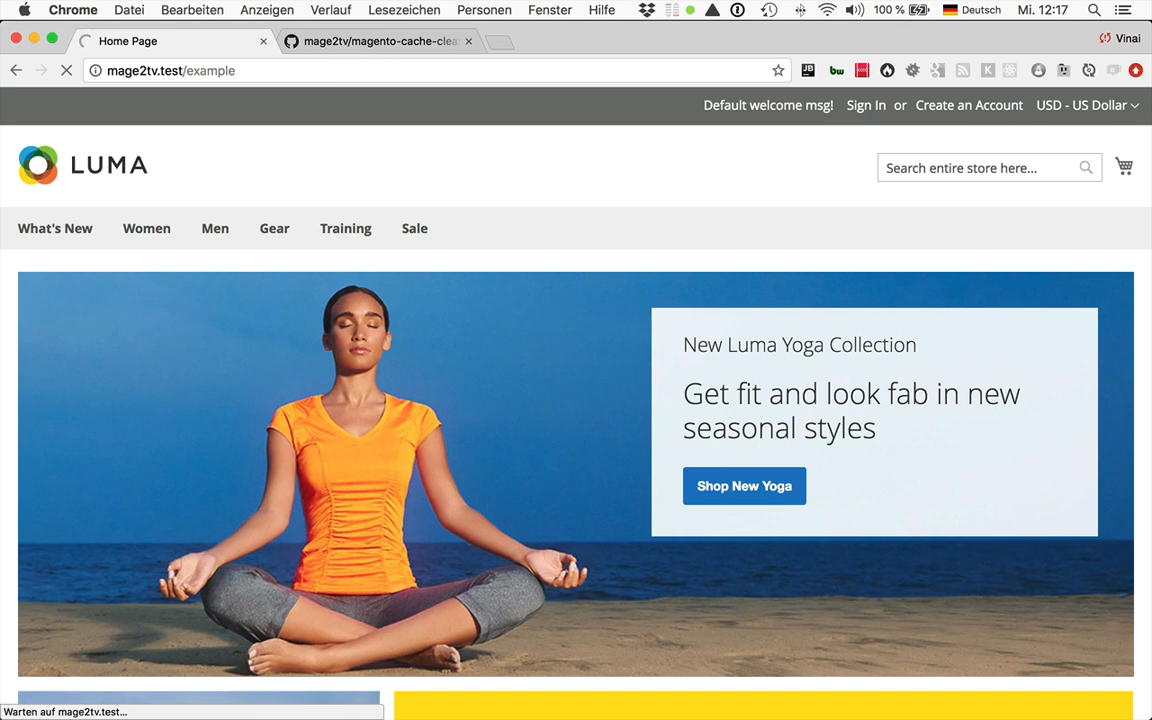 Chrome Datei Bearbeiten Anzeigen Verlauf Lesezeichen Personen Fenster Hilfe 100 % Deutsch Mi. 12:17
Home Page mage2tv/magento-cache-clea Vinai
mage2tv.test/example
Default welcome msg! Sign In or Create an Account USD - US Dollar
LUMA
Search entire store here...
What's New Women Men Gear Training Sale
New Luma Yoga Collection
Get fit and look fab in new
seasonal styles
Shop New Yoga
Warten auf mage2tv.test...